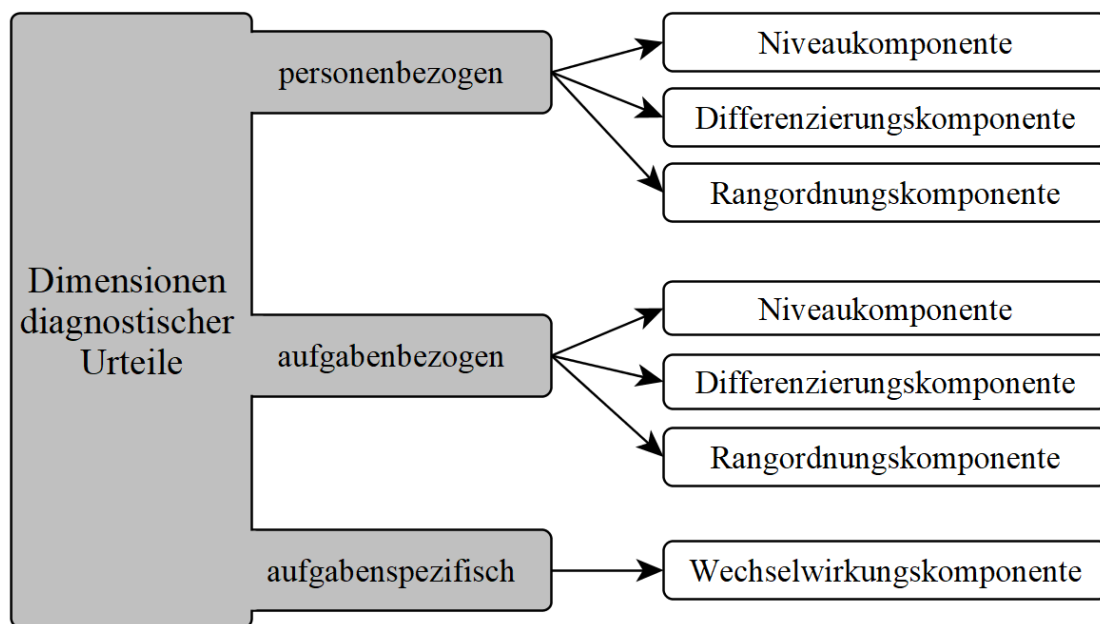 Dimensionen
diagnostischer
Urteile
personenbezogen
Niveaukomponente
Differenzierungskomponente
Rangordnungskomponente
aufgabenbezogen
Niveaukomponente
Differenzierungskomponente
Rangordnungskomponente
aufgabenspezifisch
Wechselwirkungskomponente